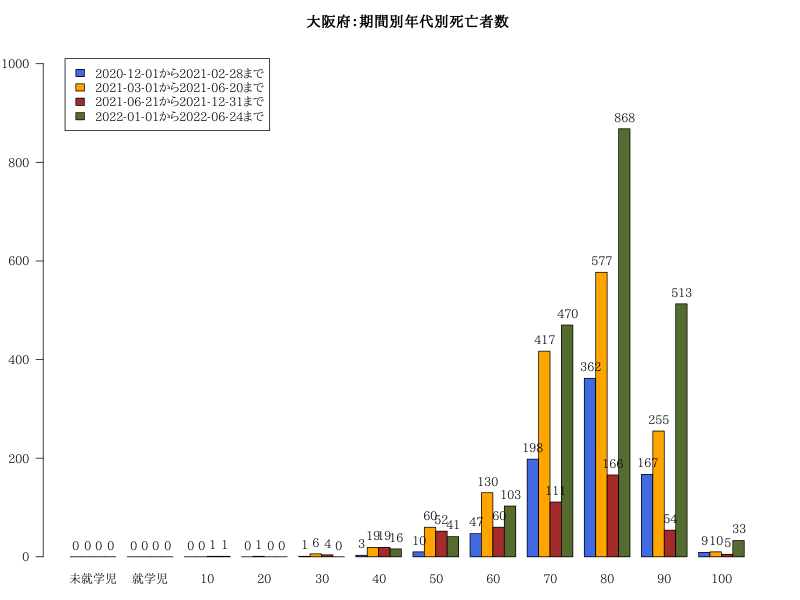 大阪府：期間別年代別死亡者数
1000
800
600
400
200
0
2020-12-01から2021-02-28まで
2021-03-01から2021-06-20まで
2021-06-21から2021-12-31まで
2022-01-01から2022-06-24まで
0 0 0 0
0 0 0 0
0 0 1 1
0 1 0 0
1 6 4 0
3 19 19 16
10 60 52 41
47 130 60 103
198 417 111 470
362 577 166 868
167 255 54 513
9 10 5 33
未就学児 就学児 10 20 30 40 50 60 70 80 90 100